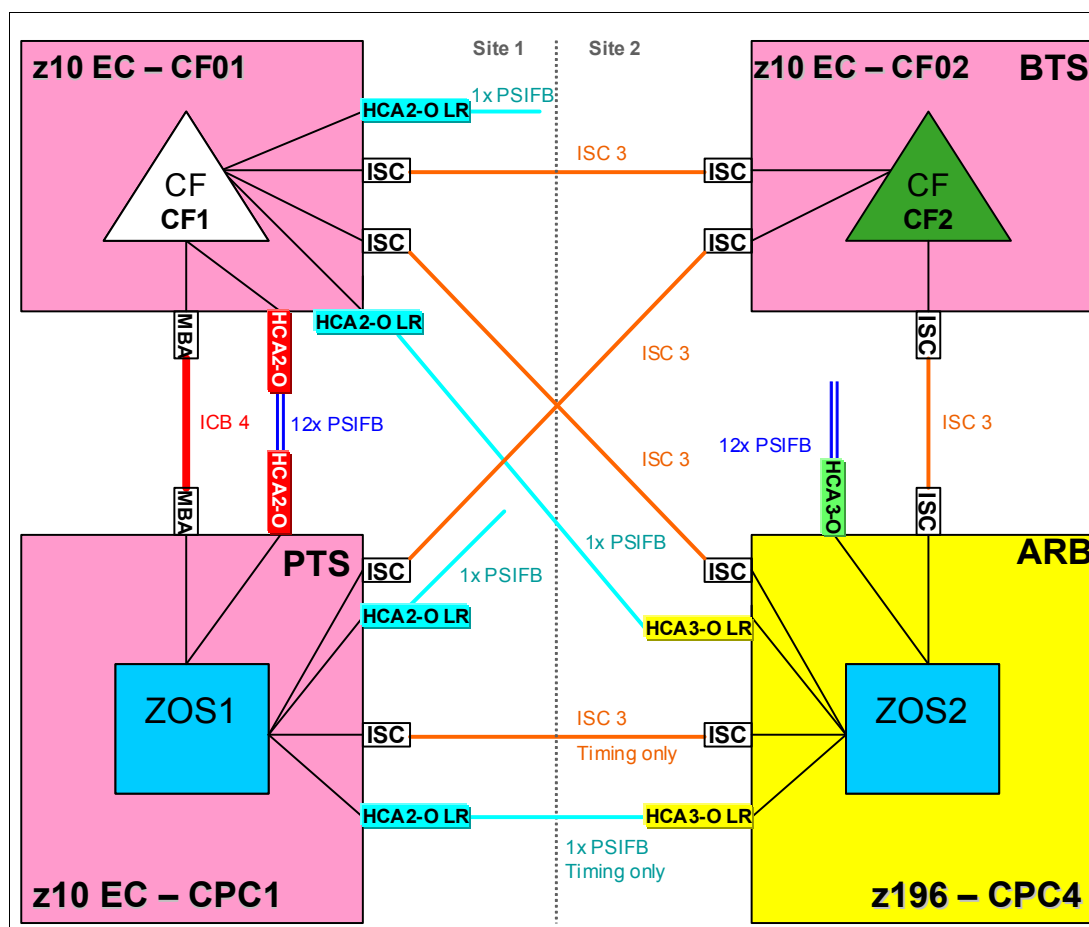 Site 1
Site 2
z10 EC – CF01
z10 EC – CF02
BTS
1x PSIFB
HCA2-O LR
ISC 3
ISC
ISC
CF
CF1
CF
CF2
ISC
ISC
MBA
HCA2-O
HCA2-O LR
ISC
ISC 3
ICB 4
12x PSIFB
12x PSIFB
ISC 3
ISC 3
MBA
HCA2-O
HCA3-O
ISC
PTS
ARB
1x PSIFB
1x PSIFB
ISC
ISC
HCA2-O LR
HCA3-O LR
ZOS1
ZOS2
ISC 3
ISC
ISC
Timing only
HCA2-O LR
HCA3-O LR
1x PSIFB
Timing only
z10 EC – CPC1
z196 – CPC4